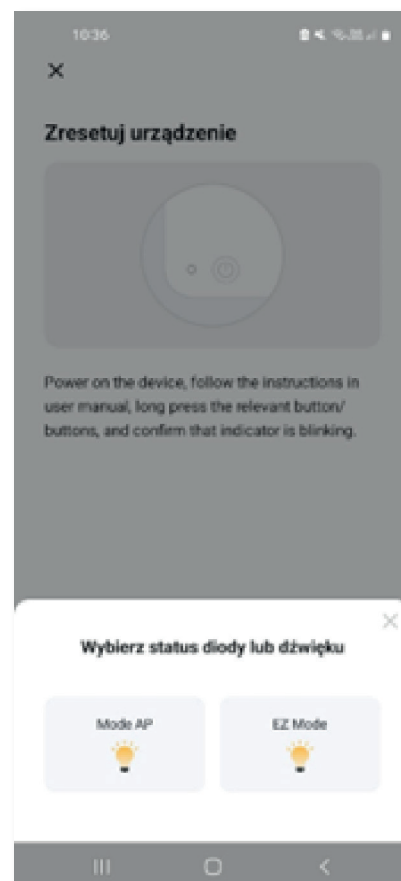 10:36
Zresetuj urządzenie
Power on the device, follow the instructions in
user manual, long press the relevant button/
buttons, and confirm that indicator is blinking.
Wybierz status diody lub dźwięku
Mode AP
EZ Mode